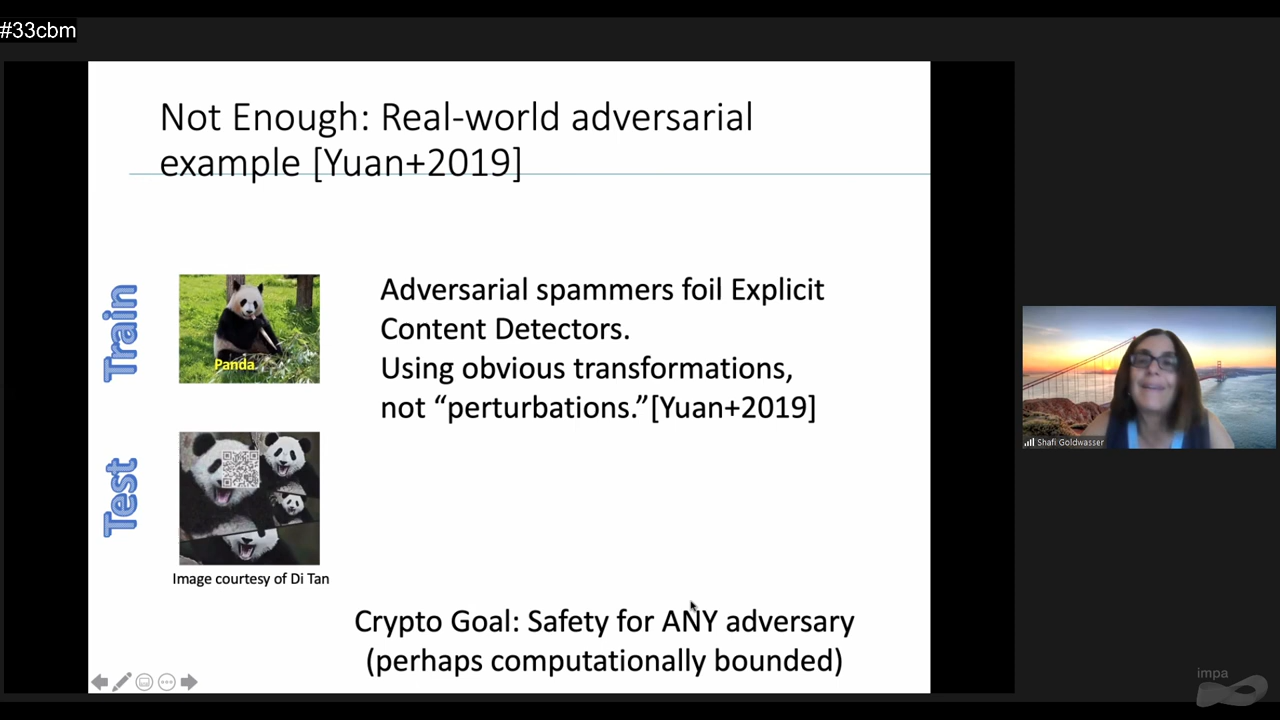 #33cbm
Not Enough: Real-world adversarial
example [Yuan+2019]
Train
Panda
Adversarial spammers foil Explicit
Content Detectors.
Using obvious transformations,
not “perturbations.”[Yuan+2019]
Test
Image courtesy of Di Tan
Crypto Goal: Safety for ANY adversary
(perhaps computationally bounded)
Shafi Goldwasser
impa